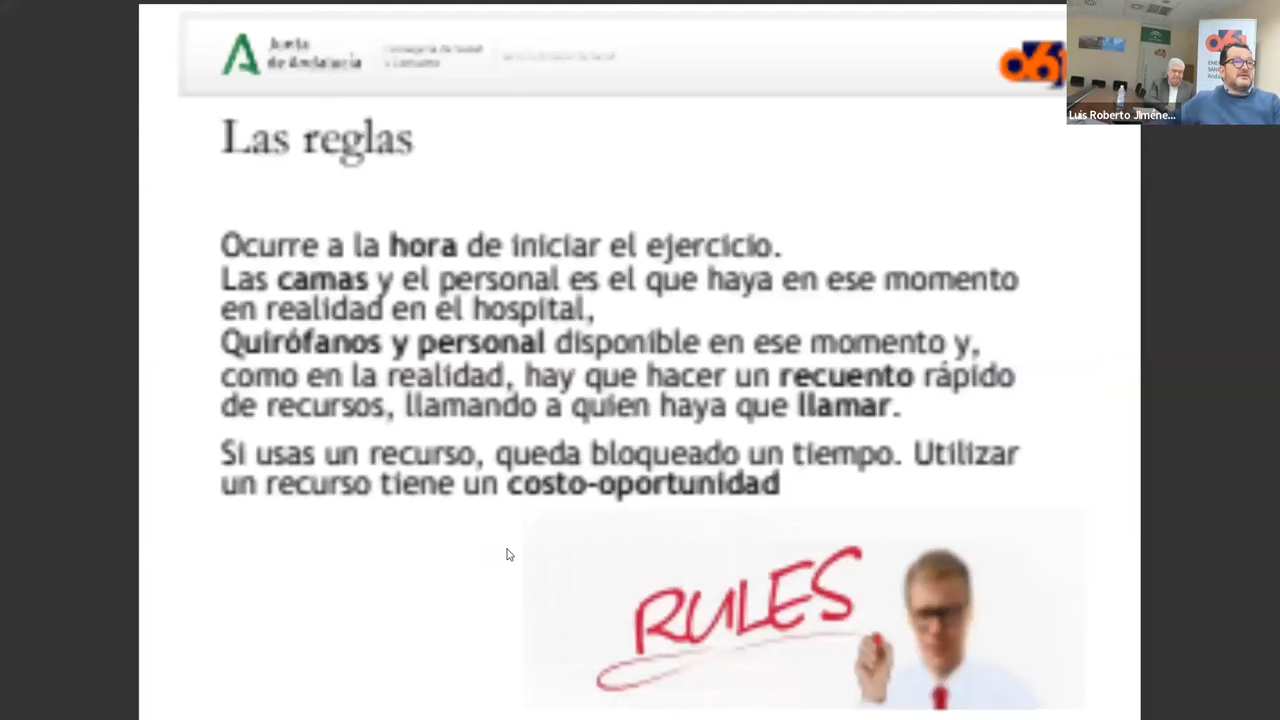 Junta
de Andalucía
061
Luis Roberto Jiméne...
Las reglas
Ocurre a la hora de iniciar el ejercicio.
Las camas y el personal es el que haya en ese momento
en realidad en el hospital,
Quirófanos y personal disponible en ese momento y,
como en la realidad, hay que hacer un recuento rápido
de recursos, llamando a quien haya que llamar.
Si usas un recurso, queda bloqueado un tiempo. Utilizar
un recurso tiene un costo-oportunidad
RULES